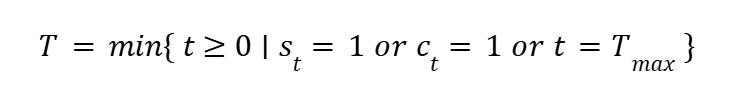 T = min{ t ≥ 0 | s_t = 1 or c_t = 1 or t = T_max }